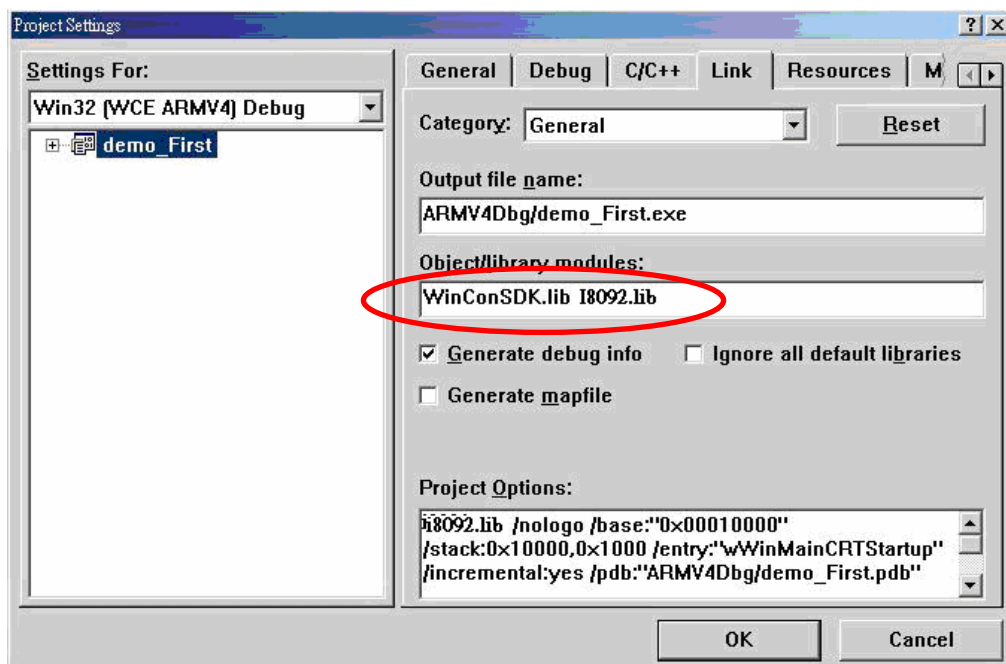 Project Settings
Settings For:
Win32 (WCE ARMV4) Debug
demo_First
General Debug C/C++ Link Resources M
Category: General Reset
Output file name:
ARMV4Dbg/demo_First.exe
Object/library modules:
WinConSDK.lib I8092.lib
Generate debug info Ignore all default libraries
Generate mapfile
Project Options:
i8092.lib /nologo /base:"0x00010000"
/stack:0x10000,0x1000 /entry:"wWinMainCRTStartup"
/incremental:yes /pdb:"ARMV4Dbg/demo_First.pdb"
OK Cancel